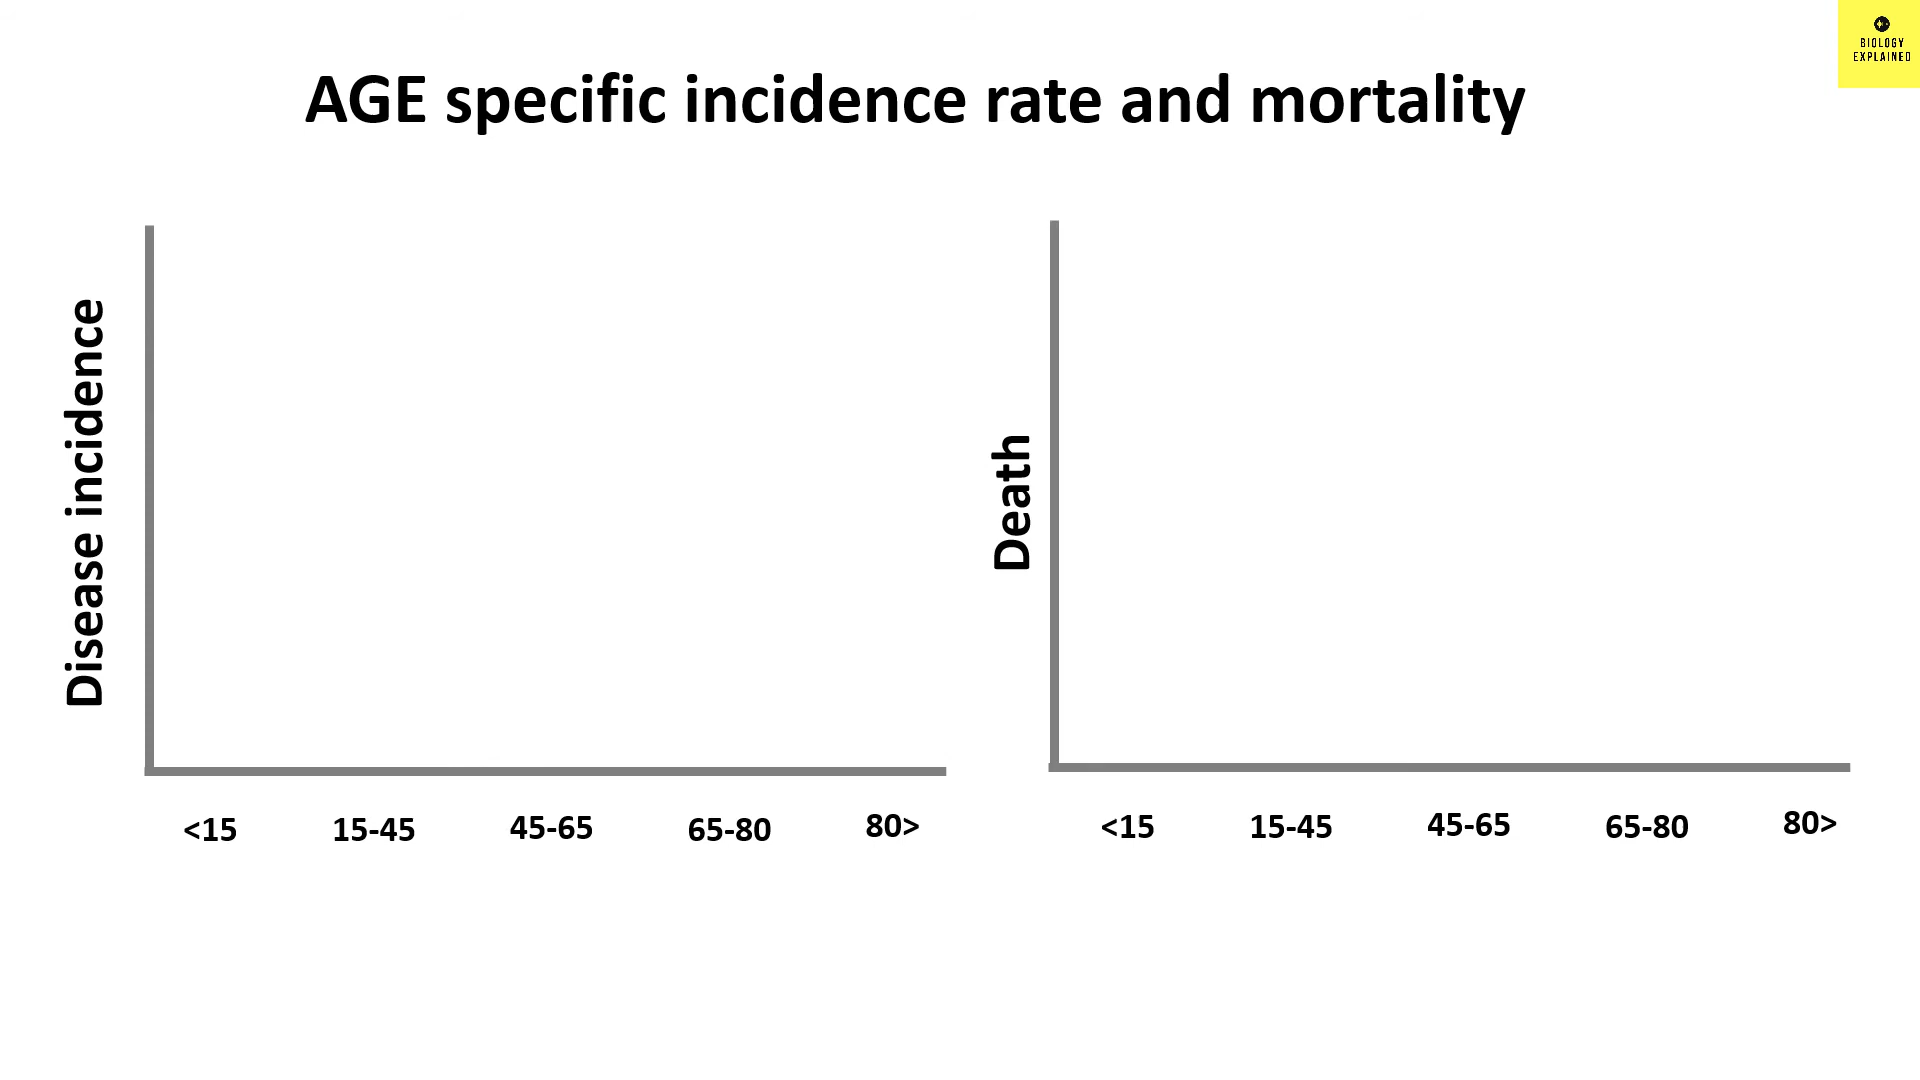 AGE specific incidence rate and mortality
BIOLOGY
EXPLAINED
Disease incidence
<15 15-45 45-65 65-80 80>
Death
<15 15-45 45-65 65-80 80>